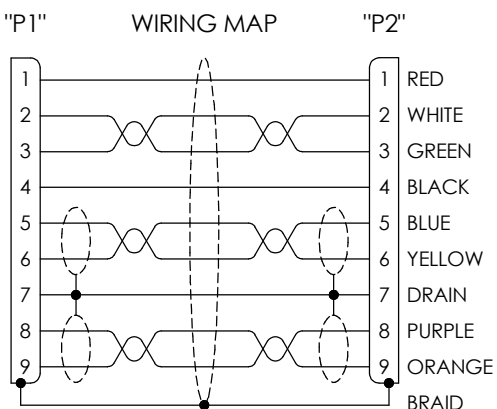 "P1" WIRING MAP "P2"
1 1 RED
2 2 WHITE
3 3 GREEN
4 4 BLACK
5 5 BLUE
6 6 YELLOW
7 7 DRAIN
8 8 PURPLE
9 9 ORANGE
BRAID